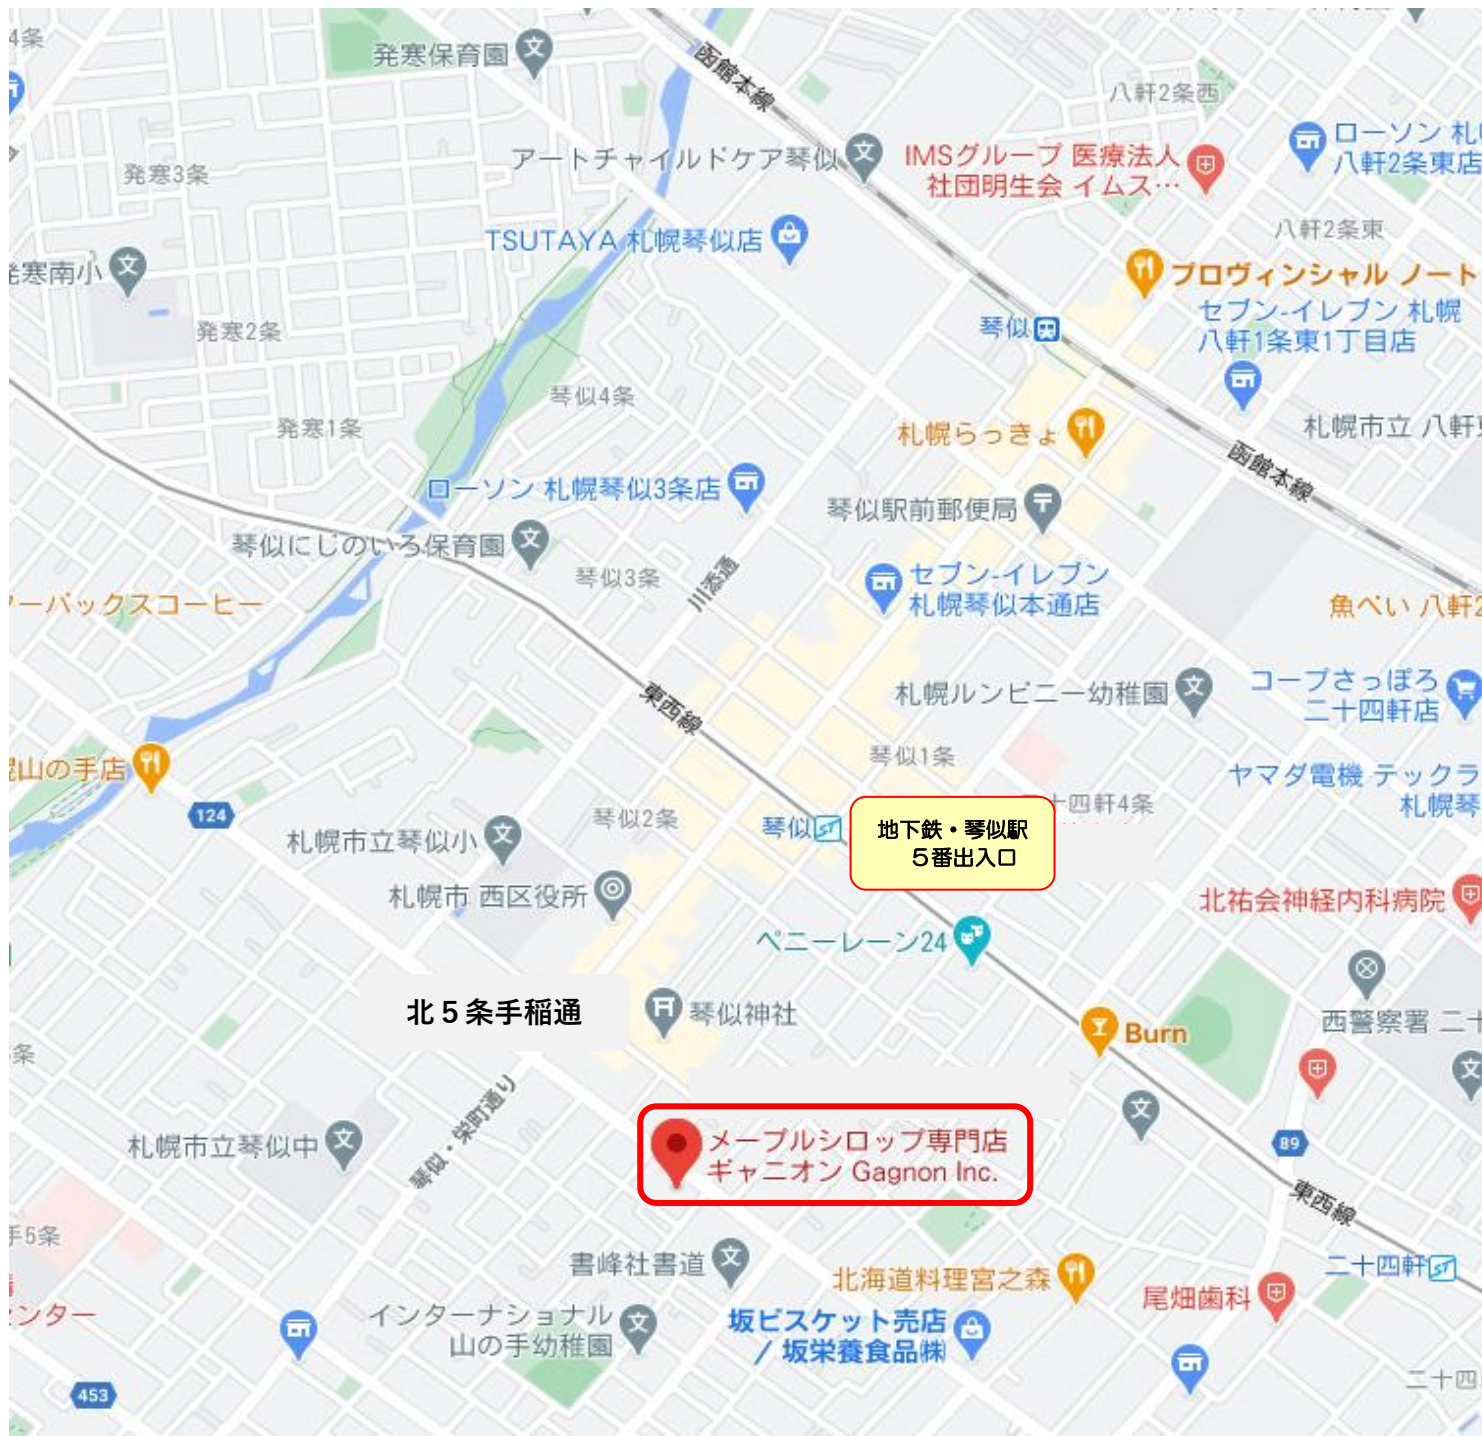 4条
発寒保育園
函館本線
八軒2条西
ローソン 札
八軒2条東店
アートチャイルドケア琴似
IMSグループ 医療法人
社団明生会 イムス…
発寒3条
八軒2条東
TSUTAYA 札幌琴似店
寒南小
プロヴィンシャル ノート
発寒2条
琴似
セブン-イレブン 札幌
八軒1条東1丁目店
琴似4条
発寒1条
札幌らっきょ
札幌市立 八軒
函館本線
ローソン 札幌琴似3条店
琴似駅前郵便局
琴似にじのいろ保育園
琴似3条
川添通
セブン-イレブン
札幌琴似本通店
ーバックスコーヒー
魚べい 八軒2
東西線
札幌ルンビニー幼稚園
コープさっぽろ
二十四軒店
山の手店
琴似1条
ヤマダ電機 テックラ
札幌琴
124
琴似2条
十四軒4条
札幌市立琴似小
琴似
地下鉄・琴似駅
5番出入口
札幌市 西区役所
北祐会神経内科病院
ペニーレーン24
北5条手稲通
琴似神社
Burn
西警察署 二十
条
琴似・栄町通り
札幌市立琴似中
メープルシロップ専門店
ギャニオン Gagnon Inc.
89
東西線
手5条
書峰社書道
北海道料理宮之森
二十四軒
尾畑歯科
センター
インターナショナル
山の手幼稚園
坂ビスケット売店
/ 坂栄養食品㈱
453
二十四